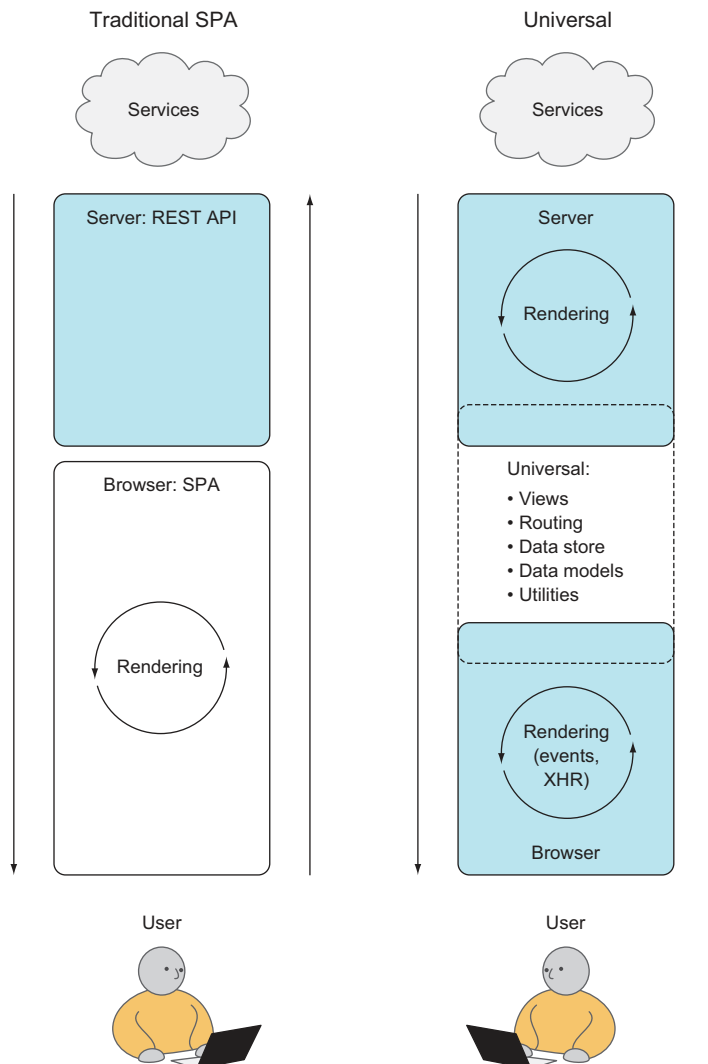 Traditional SPA
Services
Server: REST API
Browser: SPA
Rendering
User
Universal
Services
Server
Rendering
Universal:
• Views
• Routing
• Data store
• Data models
• Utilities
Rendering
(events,
XHR)
Browser
User